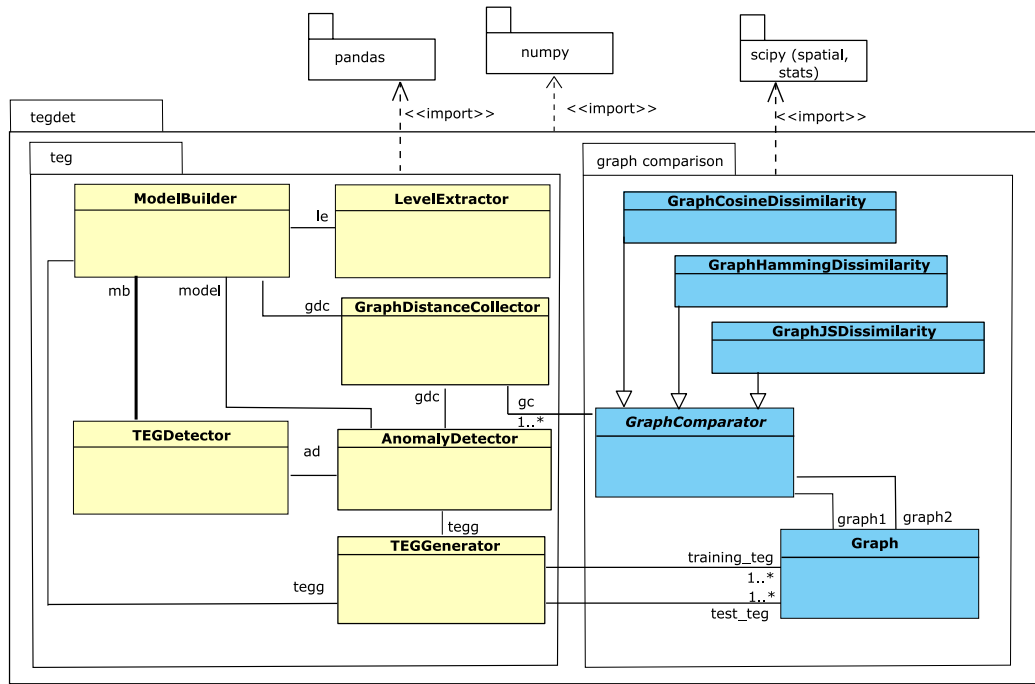 pandas
numpy
scipy (spatial,
stats)
<<import>>
<<import>>
<<import>>
tegdet
teg
graph comparison
ModelBuilder
LevelExtractor
le
GraphCosineDissimilarity
GraphHammingDissimilarity
GraphJSDissimilarity
mb
model
gdc
GraphDistanceCollector
gdc
gc
1..*
GraphComparator
TEGDetector
ad
AnomalyDetector
tegg
graph1
graph2
TEGGenerator
Graph
training_teg
1..*
tegg
1..*
test_teg